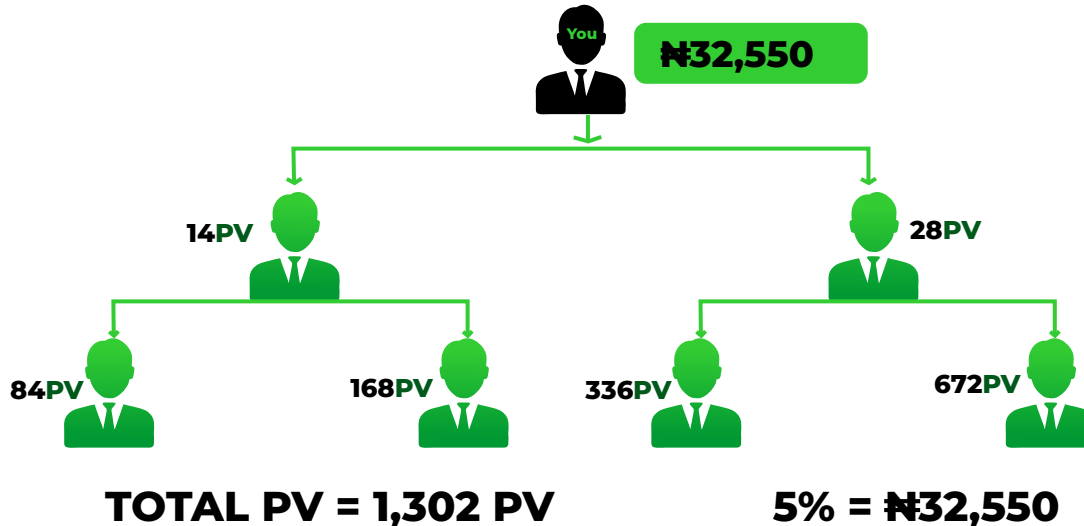 You
₦32,550
14PV
28PV
84PV
168PV
336PV
672PV
TOTAL PV = 1,302 PV
5% = ₦32,550